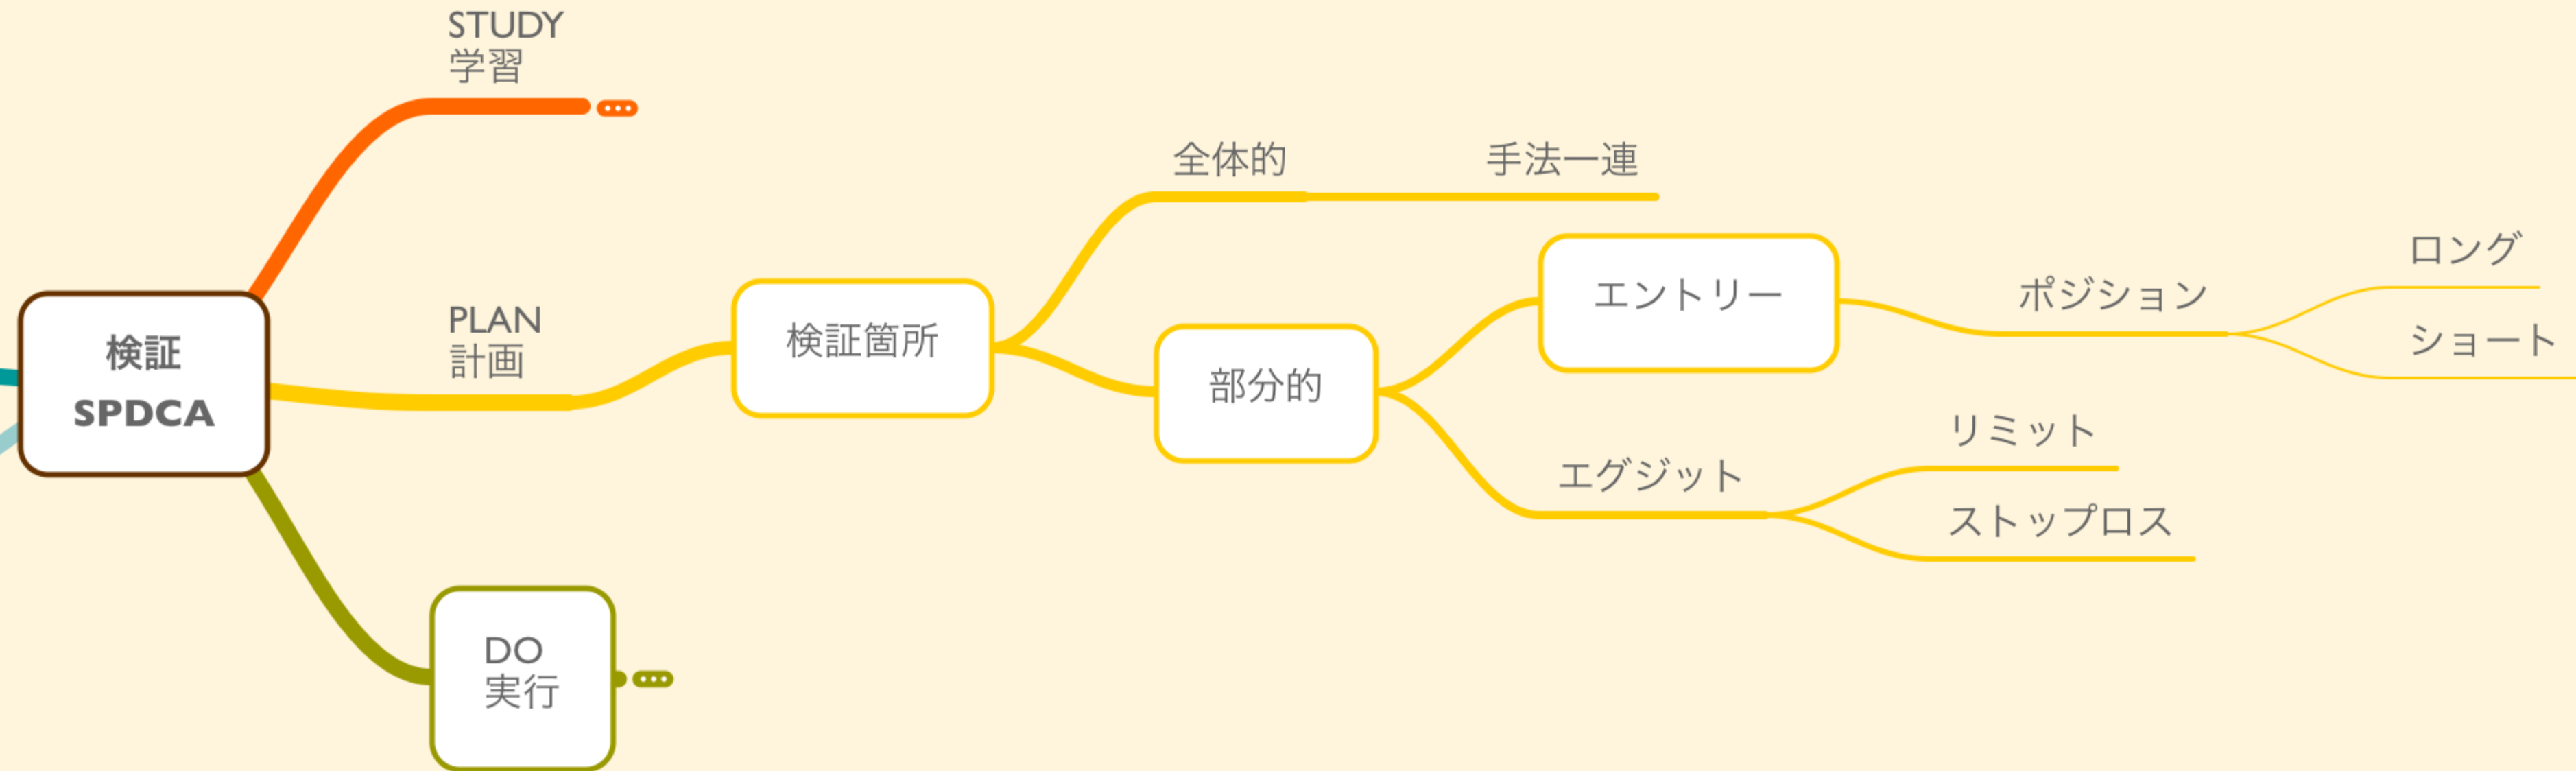 STUDY
学習
検証
SPDCA
PLAN
計画
DO
実行
検証箇所
全体的
手法一連
部分的
エントリー
ポジション
ロング
ショート
エグジット
リミット
ストップロス